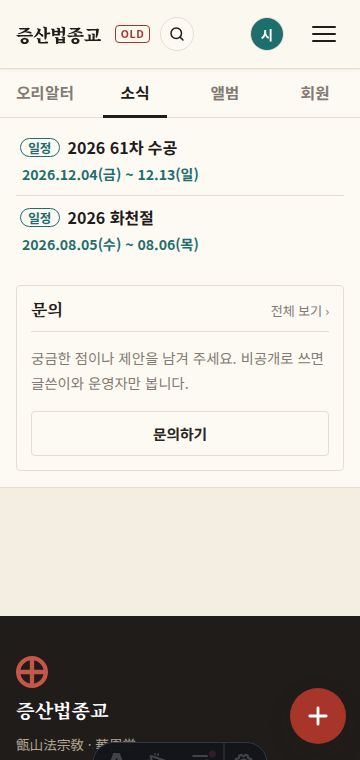 증산법종교 OLD 시
오리알터 소식 앨범 회원
일정 2026 61차 수공
2026.12.04(금) ~ 12.13(일)
일정 2026 화천절
2026.08.05(수) ~ 08.06(목)
문의 전체 보기 ›
궁금한 점이나 제안을 남겨 주세요. 비공개로 쓰면
글쓴이와 운영자만 봅니다.
문의하기
증산법종교
甑山法宗敎 ·